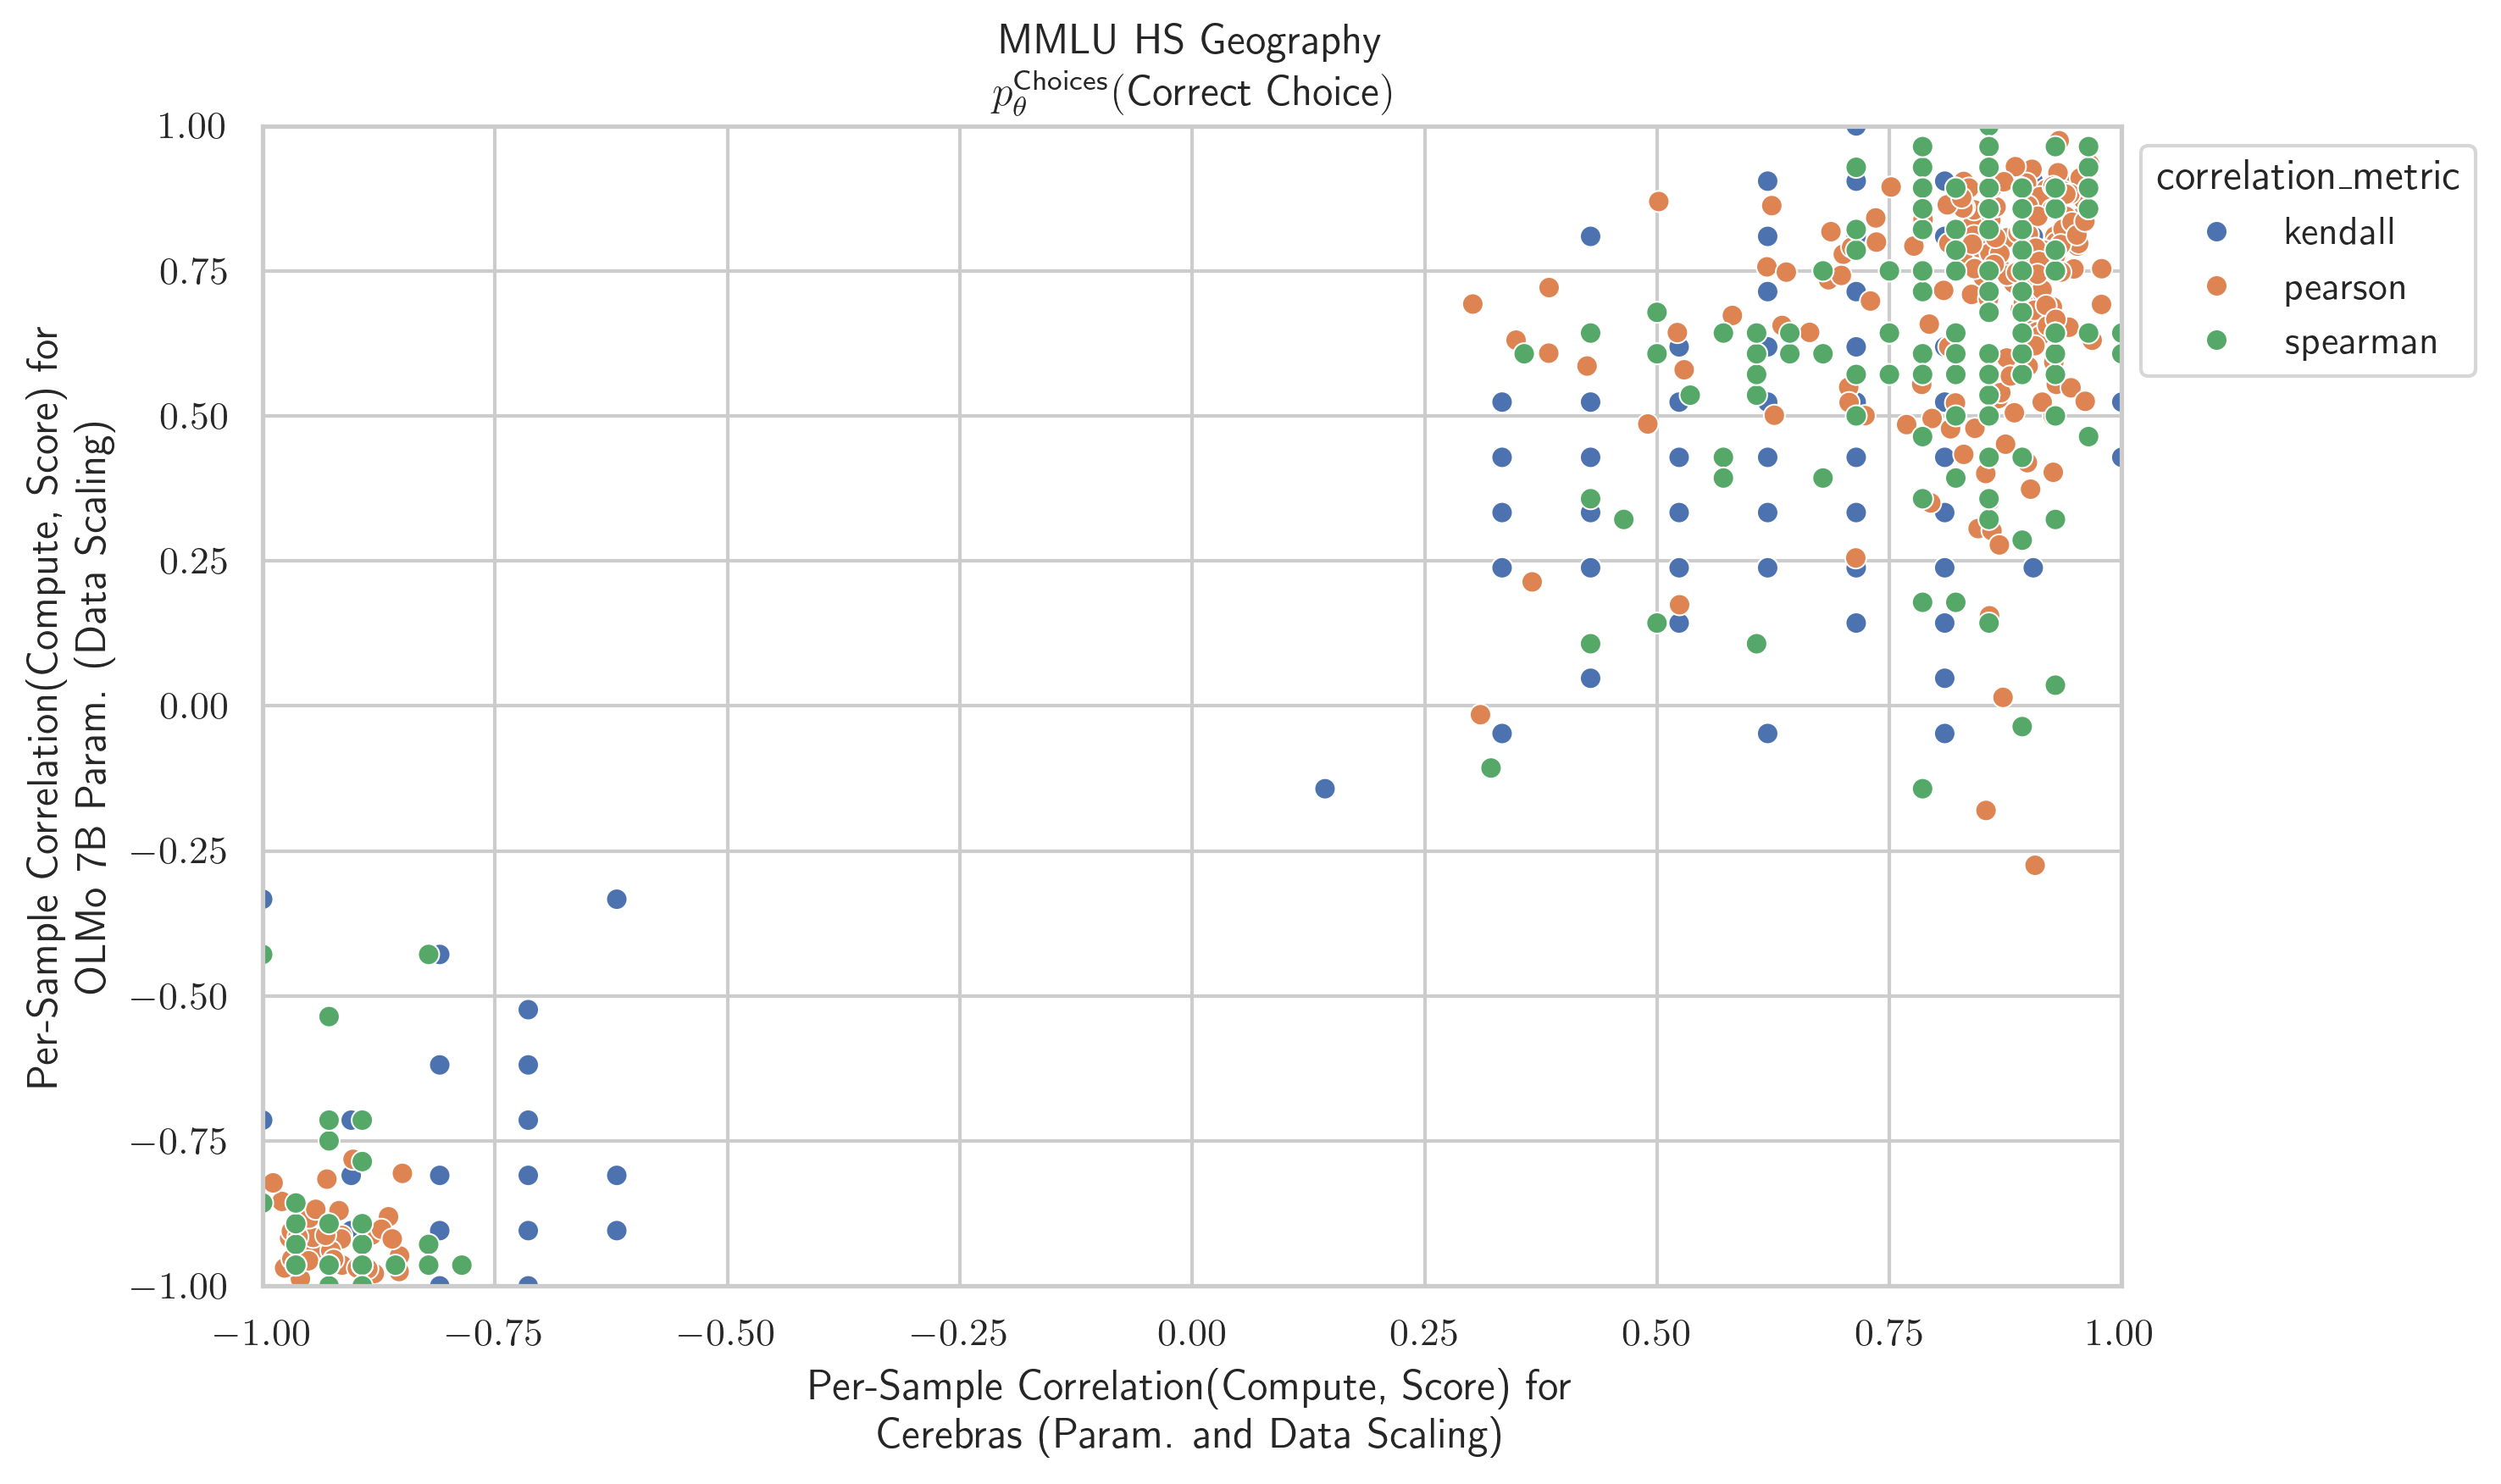 MMLU HS Geography
p_θ^Choices(Correct Choice)
1.00
0.75
0.50
0.25
0.00
−0.25
−0.50
−0.75
−1.00
Per-Sample Correlation(Compute, Score) for
OLMo 7B Param. (Data Scaling)
−1.00 −0.75 −0.50 −0.25 0.00 0.25 0.50 0.75 1.00
Per-Sample Correlation(Compute, Score) for
Cerebras (Param. and Data Scaling)
correlation_metric
kendall
pearson
spearman